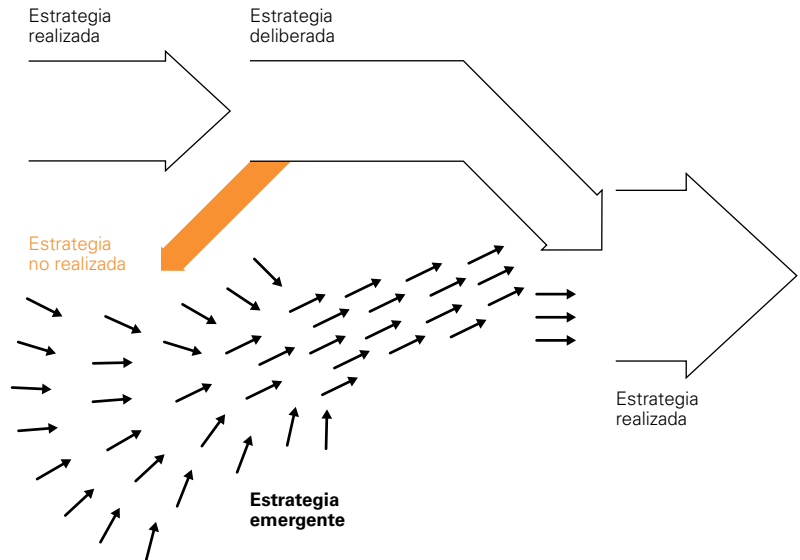 Estrategia
realizada
Estrategia
deliberada
Estrategia
no realizada
Estrategia
realizada
Estrategia
emergente